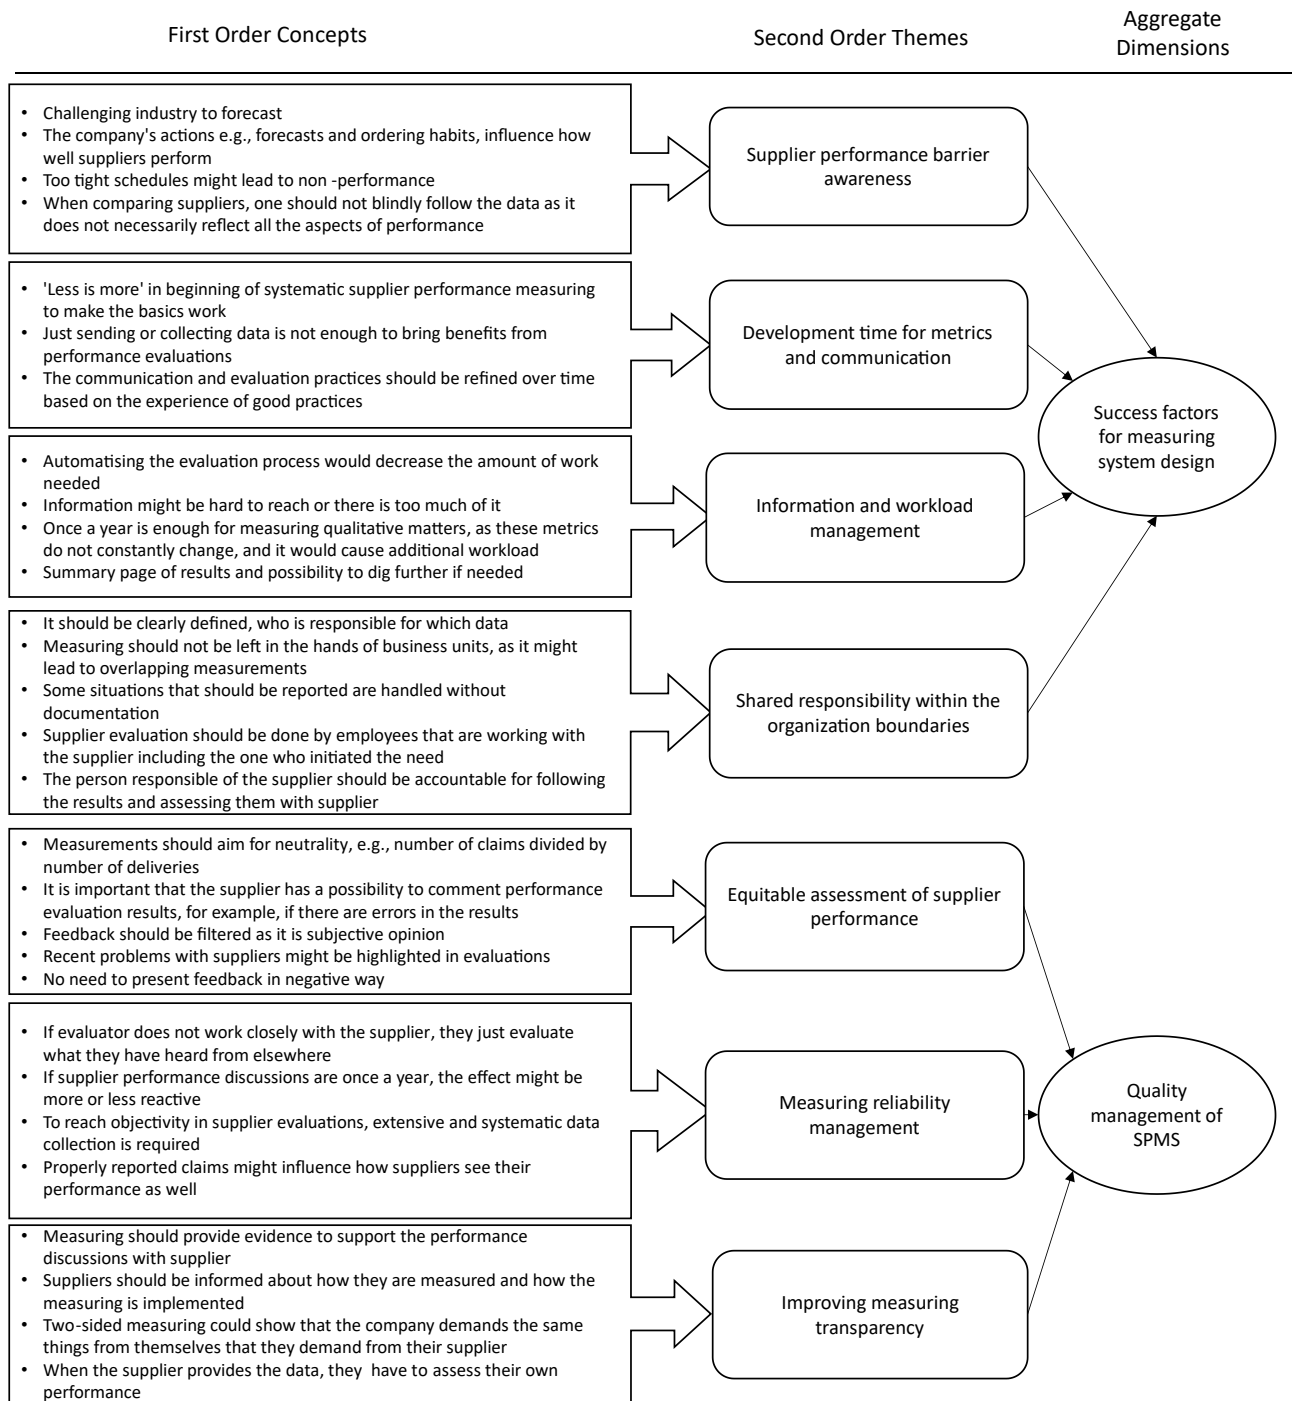 First Order Concepts
Second Order Themes
Aggregate
Dimensions
• Challenging industry to forecast
• The company's actions e.g., forecasts and ordering habits, influence how
well suppliers perform
• Too tight schedules might lead to non -performance
• When comparing suppliers, one should not blindly follow the data as it
does not necessarily reflect all the aspects of performance
Supplier performance barrier
awareness
• 'Less is more' in beginning of systematic supplier performance measuring
to make the basics work
• Just sending or collecting data is not enough to bring benefits from
performance evaluations
• The communication and evaluation practices should be refined over time
based on the experience of good practices
Development time for metrics
and communication
• Automatising the evaluation process would decrease the amount of work
needed
• Information might be hard to reach or there is too much of it
• Once a year is enough for measuring qualitative matters, as these metrics
do not constantly change, and it would cause additional workload
• Summary page of results and possibility to dig further if needed
Information and workload
management
• It should be clearly defined, who is responsible for which data
• Measuring should not be left in the hands of business units, as it might
lead to overlapping measurements
• Some situations that should be reported are handled without
documentation
• Supplier evaluation should be done by employees that are working with
the supplier including the one who initiated the need
• The person responsible of the supplier should be accountable for following
the results and assessing them with supplier
Shared responsibility within the
organization boundaries
Success factors
for measuring
system design
• Measurements should aim for neutrality, e.g., number of claims divided by
number of deliveries
• It is important that the supplier has a possibility to comment performance
evaluation results, for example, if there are errors in the results
• Feedback should be filtered as it is subjective opinion
• Recent problems with suppliers might be highlighted in evaluations
• No need to present feedback in negative way
Equitable assessment of supplier
performance
• If evaluator does not work closely with the supplier, they just evaluate
what they have heard from elsewhere
• If supplier performance discussions are once a year, the effect might be
more or less reactive
• To reach objectivity in supplier evaluations, extensive and systematic data
collection is required
• Properly reported claims might influence how suppliers see their
performance as well
Measuring reliability
management
• Measuring should provide evidence to support the performance
discussions with supplier
• Suppliers should be informed about how they are measured and how the
measuring is implemented
• Two-sided measuring could show that the company demands the same
things from themselves that they demand from their supplier
• When the supplier provides the data, they have to assess their own
performance
Improving measuring
transparency
Quality
management of
SPMS